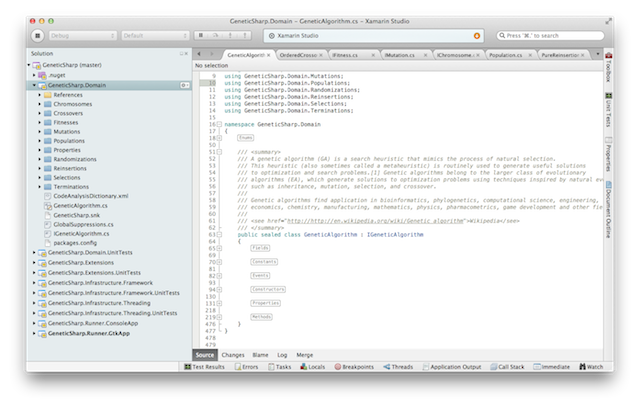 GeneticSharp.Domain – GeneticAlgorithm.cs – Xamarin Studio
Debug
Default
Xamarin Studio
Press '⌘.' to search
Solution
GeneticAlgorit
OrderedCrosso
IFitness.cs
IMutation.cs
IChromosome.
Population.cs
PureReinsertion
No selection
GeneticSharp (master)
.nuget
GeneticSharp.Domain
References
Chromosomes
Crossovers
Fitnesses
Mutations
Populations
Properties
Randomizations
Reinsertions
Selections
Terminations
CodeAnalysisDictionary.xml
GeneticAlgorithm.cs
GeneticSharp.snk
GlobalSuppressions.cs
IGeneticAlgorithm.cs
packages.config
GeneticSharp.Domain.UnitTests
GeneticSharp.Extensions
GeneticSharp.Extensions.UnitTests
GeneticSharp.Infrastructure.Framework
GeneticSharp.Infrastructure.Framework.UnitTests
GeneticSharp.Infrastructure.Threading
GeneticSharp.Infrastructure.Threading.UnitTests
GeneticSharp.Runner.ConsoleApp
GeneticSharp.Runner.GtkApp
9 using GeneticSharp.Domain.Mutations;
10 using GeneticSharp.Domain.Populations;
11 using GeneticSharp.Domain.Randomizations;
12 using GeneticSharp.Domain.Reinsertions;
13 using GeneticSharp.Domain.Selections;
14 using GeneticSharp.Domain.Terminations;
15
16 namespace GeneticSharp.Domain
17 {
18 Enums
50
51 /// <summary>
52 /// A genetic algorithm (GA) is a search heuristic that mimics the process of natural selection.
53 /// This heuristic (also sometimes called a metaheuristic) is routinely used to generate useful solutions
54 /// to optimization and search problems.[1] Genetic algorithms belong to the larger class of evolutionary
55 /// algorithms (EA), which generate solutions to optimization problems using techniques inspired by natural ev
56 /// such as inheritance, mutation, selection, and crossover.
57 ///
58 /// Genetic algorithms find application in bioinformatics, phylogenetics, computational science, engineering,
59 /// economics, chemistry, manufacturing, mathematics, physics, pharmacometrics, game development and other fie
60 ///
61 /// <see href="http://http://en.wikipedia.org/wiki/Genetic_algorithm">Wikipedia</see>
62 /// </summary>
63 public sealed class GeneticAlgorithm : IGeneticAlgorithm
64 {
65 Fields
69
70 Constants
81
82 Events
93
94 Constructors
130
131 Properties
218
219 Methods
476 }
477 }
478
479
Toolbox
Unit Tests
Properties
Document Outline
Source
Changes
Blame
Log
Merge
Test Results
Errors
Tasks
Locals
Breakpoints
Threads
Application Output
Call Stack
Immediate
Watch